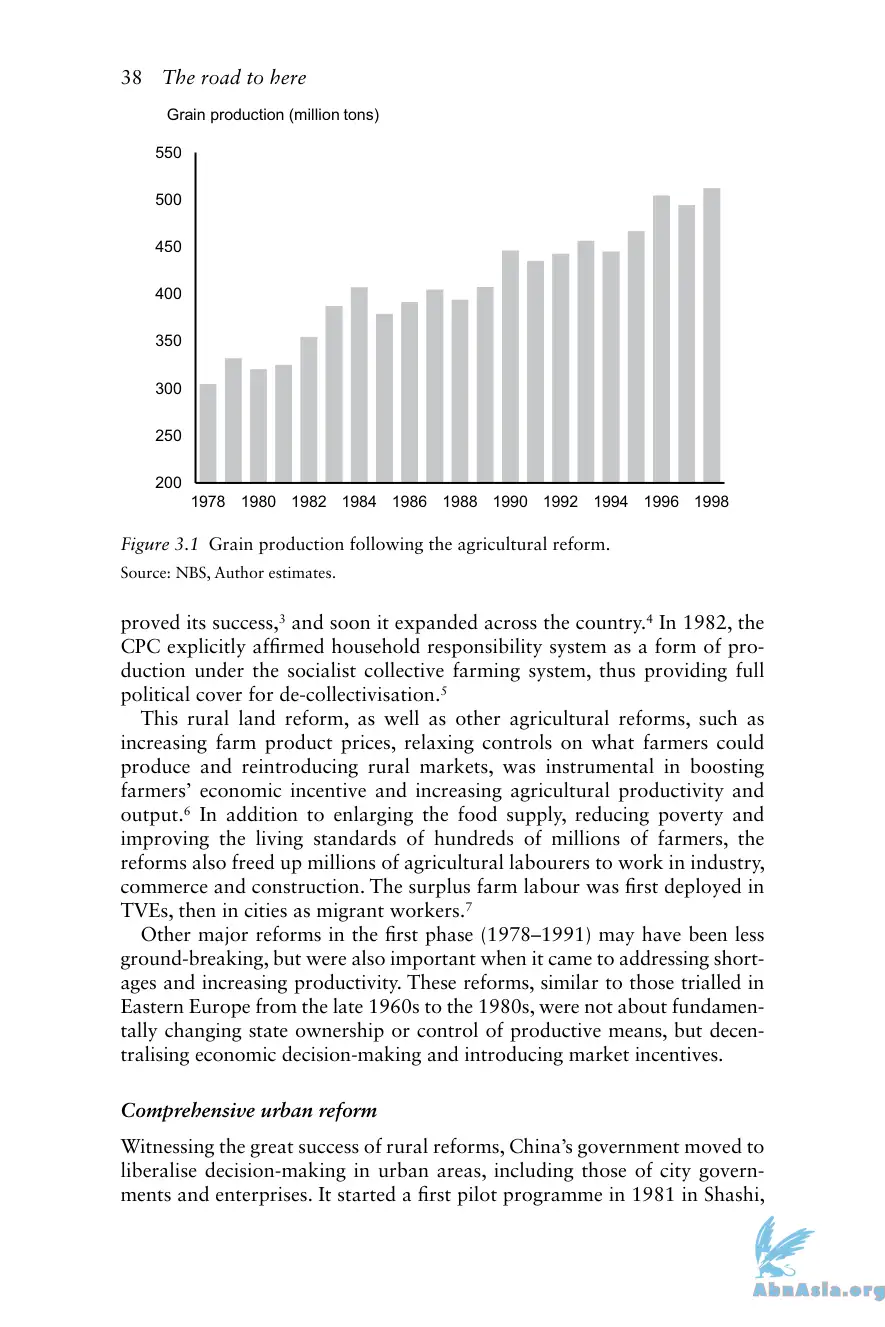 38 The road to here
Grain production (million tons)
550
500
450
400
350
300
250
200
1978 1980 1982 1984 1986 1988 1990 1992 1994 1996 1998
Figure 3.1 Grain production following the agricultural reform.
Source: NBS, Author estimates.
proved its success,³ and soon it expanded across the country.⁴ In 1982, the
CPC explicitly affirmed household responsibility system as a form of pro-
duction under the socialist collective farming system, thus providing full
political cover for de-collectivisation.⁵
This rural land reform, as well as other agricultural reforms, such as
increasing farm product prices, relaxing controls on what farmers could
produce and reintroducing rural markets, was instrumental in boosting
farmers’ economic incentive and increasing agricultural productivity and
output.⁶ In addition to enlarging the food supply, reducing poverty and
improving the living standards of hundreds of millions of farmers, the
reforms also freed up millions of agricultural labourers to work in industry,
commerce and construction. The surplus farm labour was first deployed in
TVEs, then in cities as migrant workers.⁷
Other major reforms in the first phase (1978–1991) may have been less
ground-breaking, but were also important when it came to addressing short-
ages and increasing productivity. These reforms, similar to those trialled in
Eastern Europe from the late 1960s to the 1980s, were not about fundamen-
tally changing state ownership or control of productive means, but decen-
tralising economic decision-making and introducing market incentives.
Comprehensive urban reform
Witnessing the great success of rural reforms, China’s government moved to
liberalise decision-making in urban areas, including those of city govern-
ments and enterprises. It started a first pilot programme in 1981 in Shashi,
AbnAsia.org